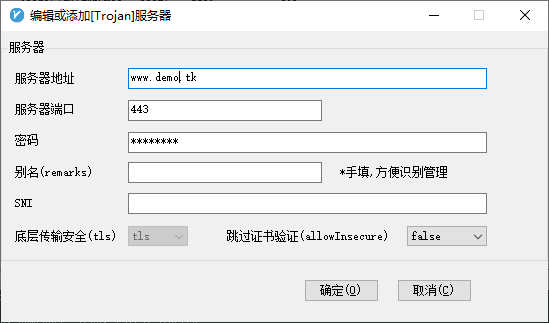 编辑或添加[Trojan]服务器
服务器
服务器地址 www.demo.tk
服务器端口 443
密码 ********
别名(remarks) *手填,方便识别管理
SNI
底层传输安全(tls) tls 跳过证书验证(allowInsecure) false
确定(O) 取消(C)